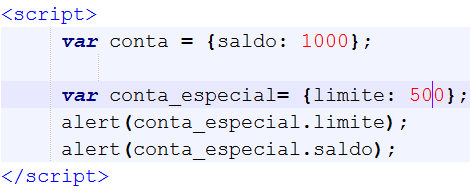 <script>
var conta = {saldo: 1000};
var conta_especial= {limite: 500};
alert(conta_especial.limite);
alert(conta_especial.saldo);
</script>